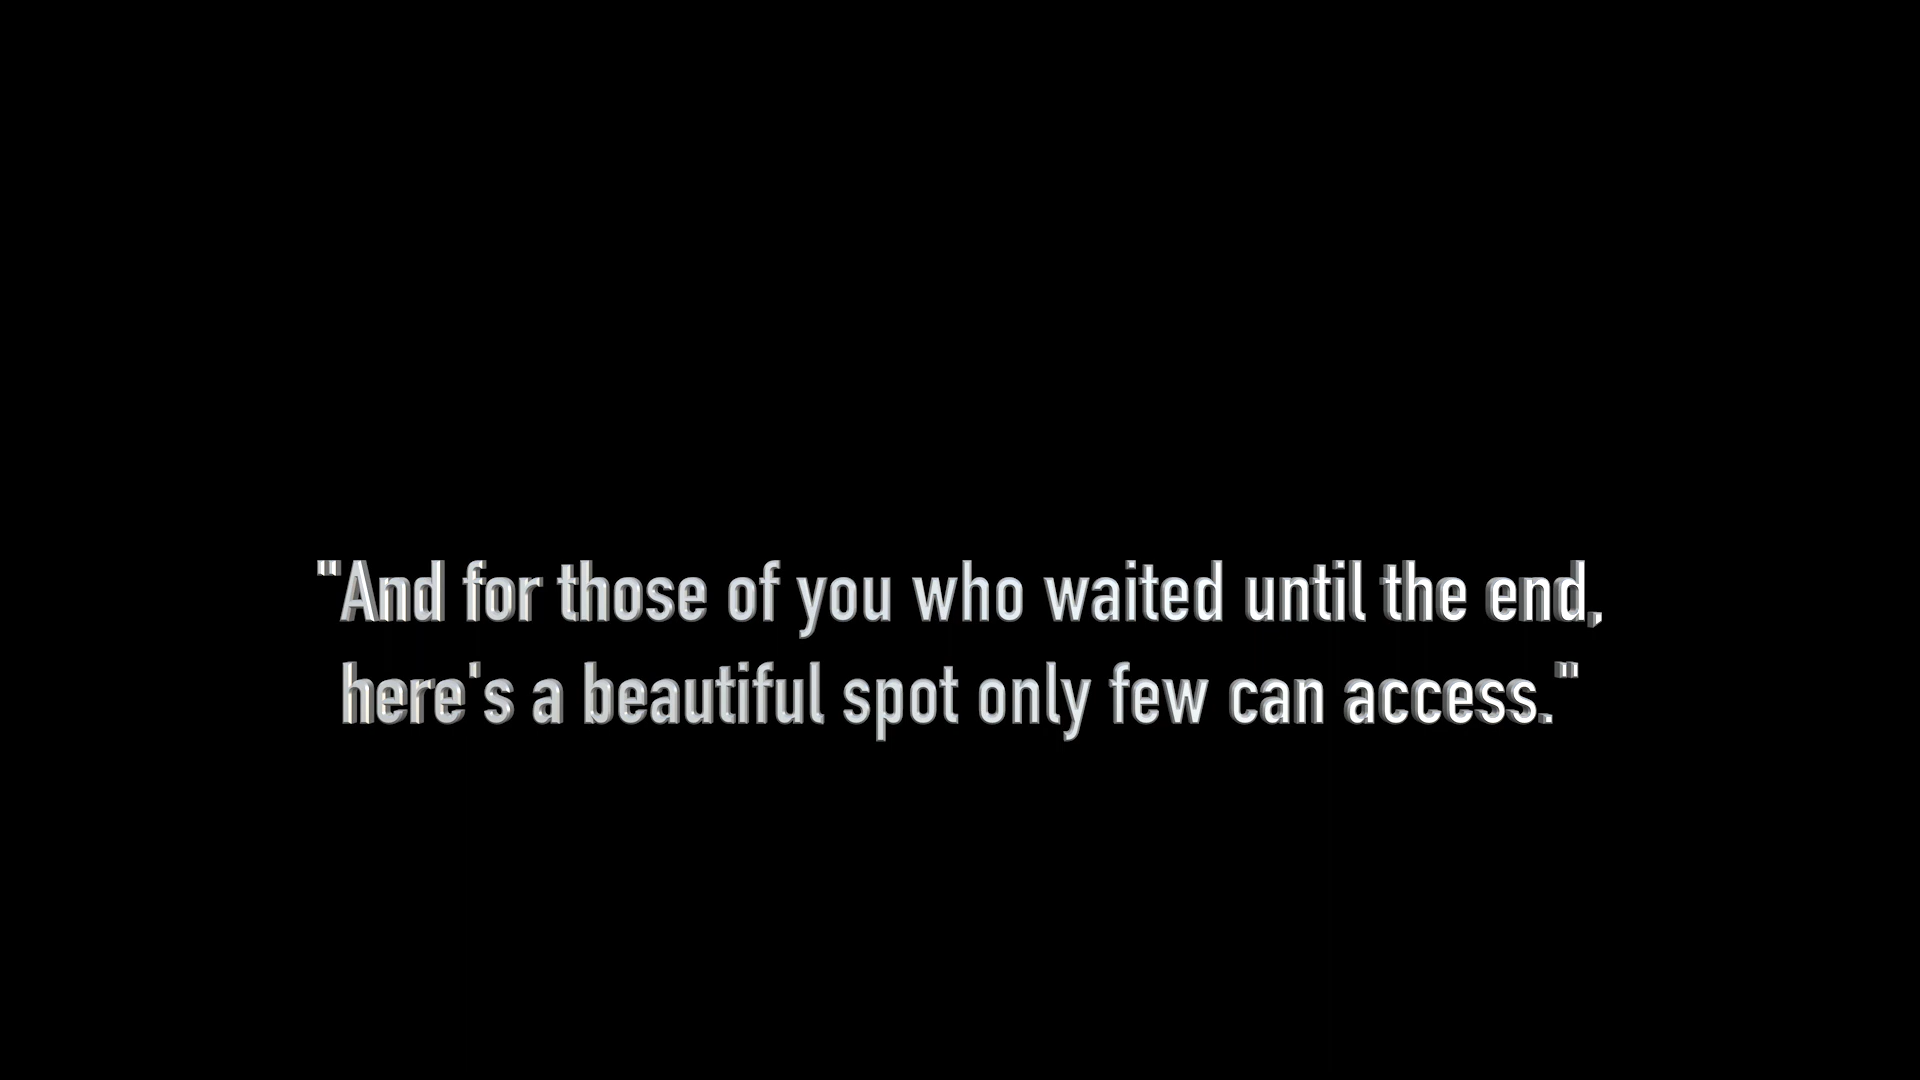 "And for those of you who waited until the end,
here's a beautiful spot only few can access."